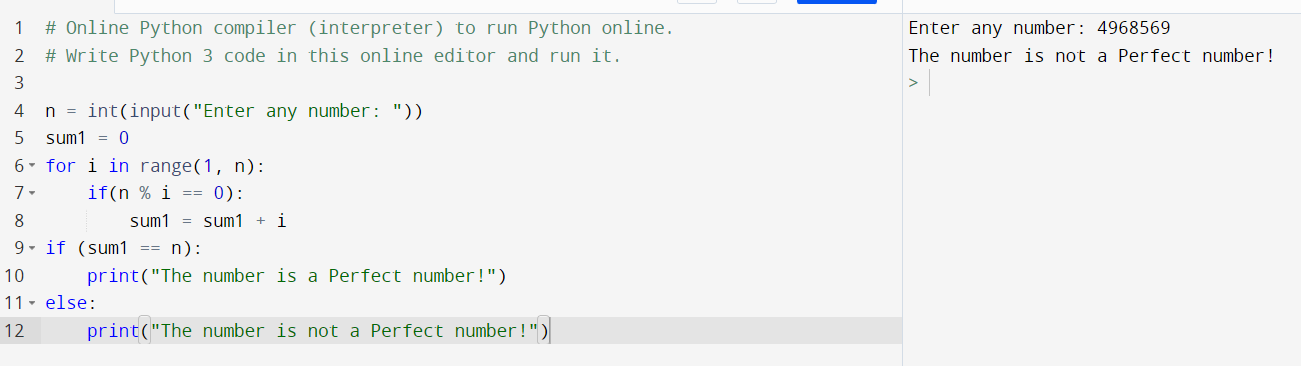 1 # Online Python compiler (interpreter) to run Python online.
2 # Write Python 3 code in this online editor and run it.
3
4 n = int(input("Enter any number: "))
5 sum1 = 0
6 for i in range(1, n):
7     if(n % i == 0):
8         sum1 = sum1 + i
9 if (sum1 == n):
10     print("The number is a Perfect number!")
11 else:
12     print("The number is not a Perfect number!")
Enter any number: 4968569
The number is not a Perfect number!
>